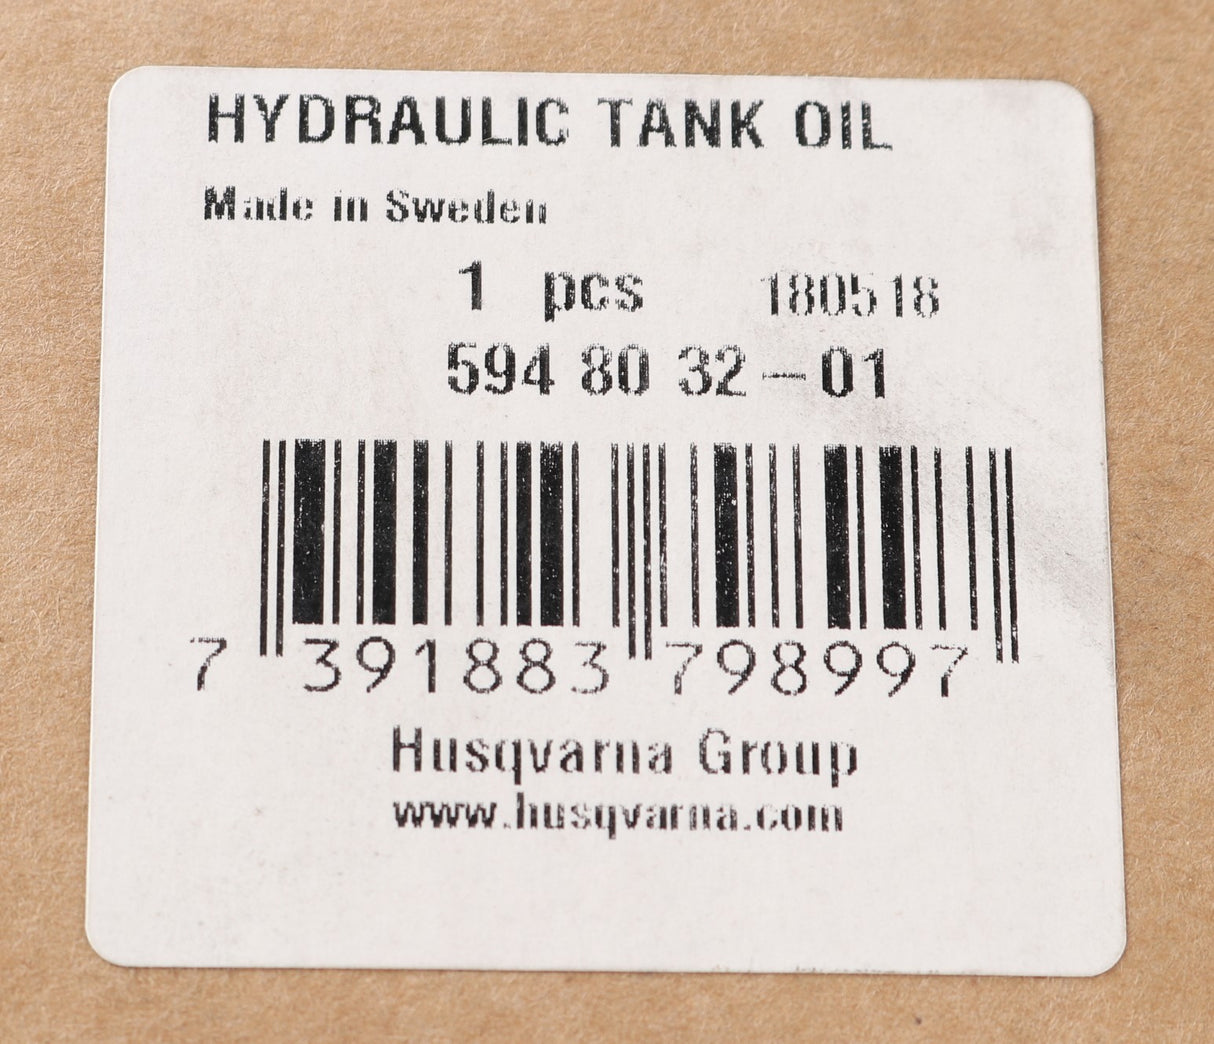 HYDRAULIC TANK OIL
Made in Sweden
1 pcs 180518
594 80 32-01
7 391883 798997
Husqvarna Group
www.husqvarna.com